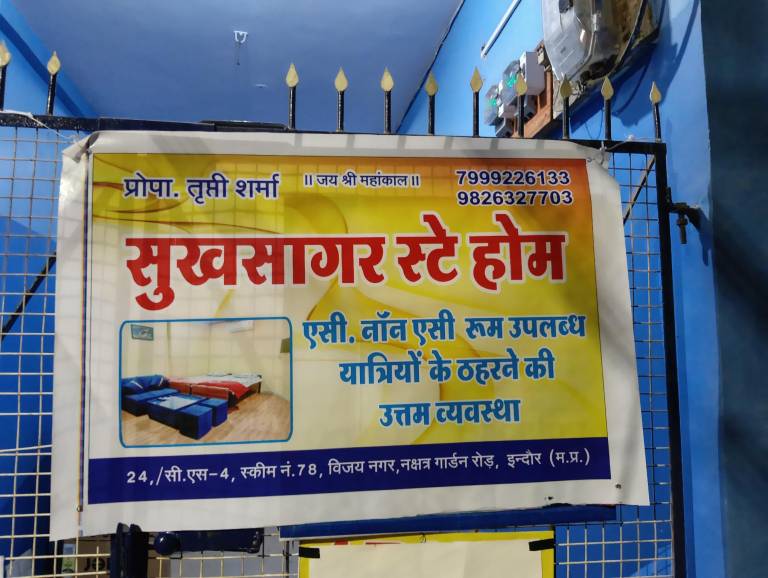 प्रोपा. तृप्ती शर्मा
॥ जय श्री महांकाल ॥
7999226133
9826327703
सुखसागर स्टे होम
एसी. नॉन एसी रूम उपलब्ध
यात्रियों के ठहरने की
उत्तम व्यवस्था
24,/सी.एस-4, स्कीम नं.78, विजय नगर,नक्षत्र गार्डन रोड़, इन्दौर (म.प्र.)